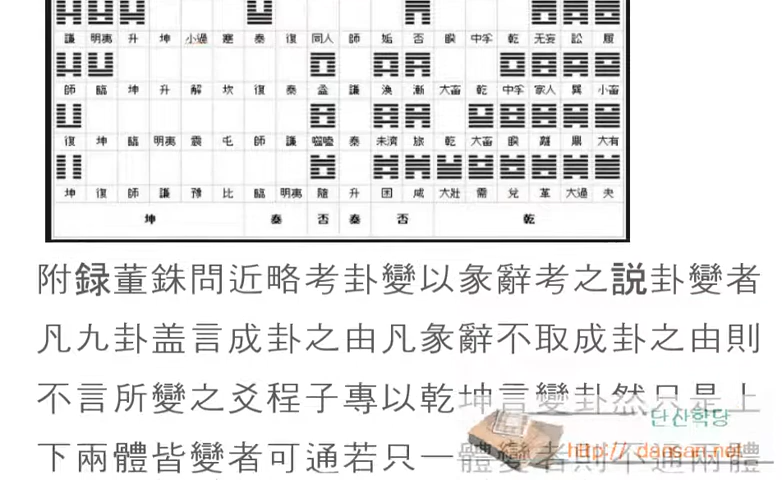 謙 明夷 升 坤 小過 蹇 泰 復 同人 師 姤 否 睽 中孚 乾 无妄 訟 履
師 臨 坤 升 解 坎 復 泰 蠱 謙 渙 漸 大畜 乾 中孚 家人 巽 小畜
復 坤 臨 明夷 震 屯 師 謙 噬嗑 泰 未濟 旅 乾 大畜 睽 離 鼎 大有
坤 復 師 謙 豫 比 臨 明夷 隨 升 困 咸 大壯 需 兌 革 大過 夬
坤 泰 否 泰 否 乾
附録董銖問近略考卦變以彖辭考之説卦變者
凡九卦盖言成卦之由凡彖辭不取成卦之由則
不言所變之爻程子專以乾坤言變卦然只是上
下兩體皆變者可通若只一體變者則不通兩體
단산학당
http://dansan.net